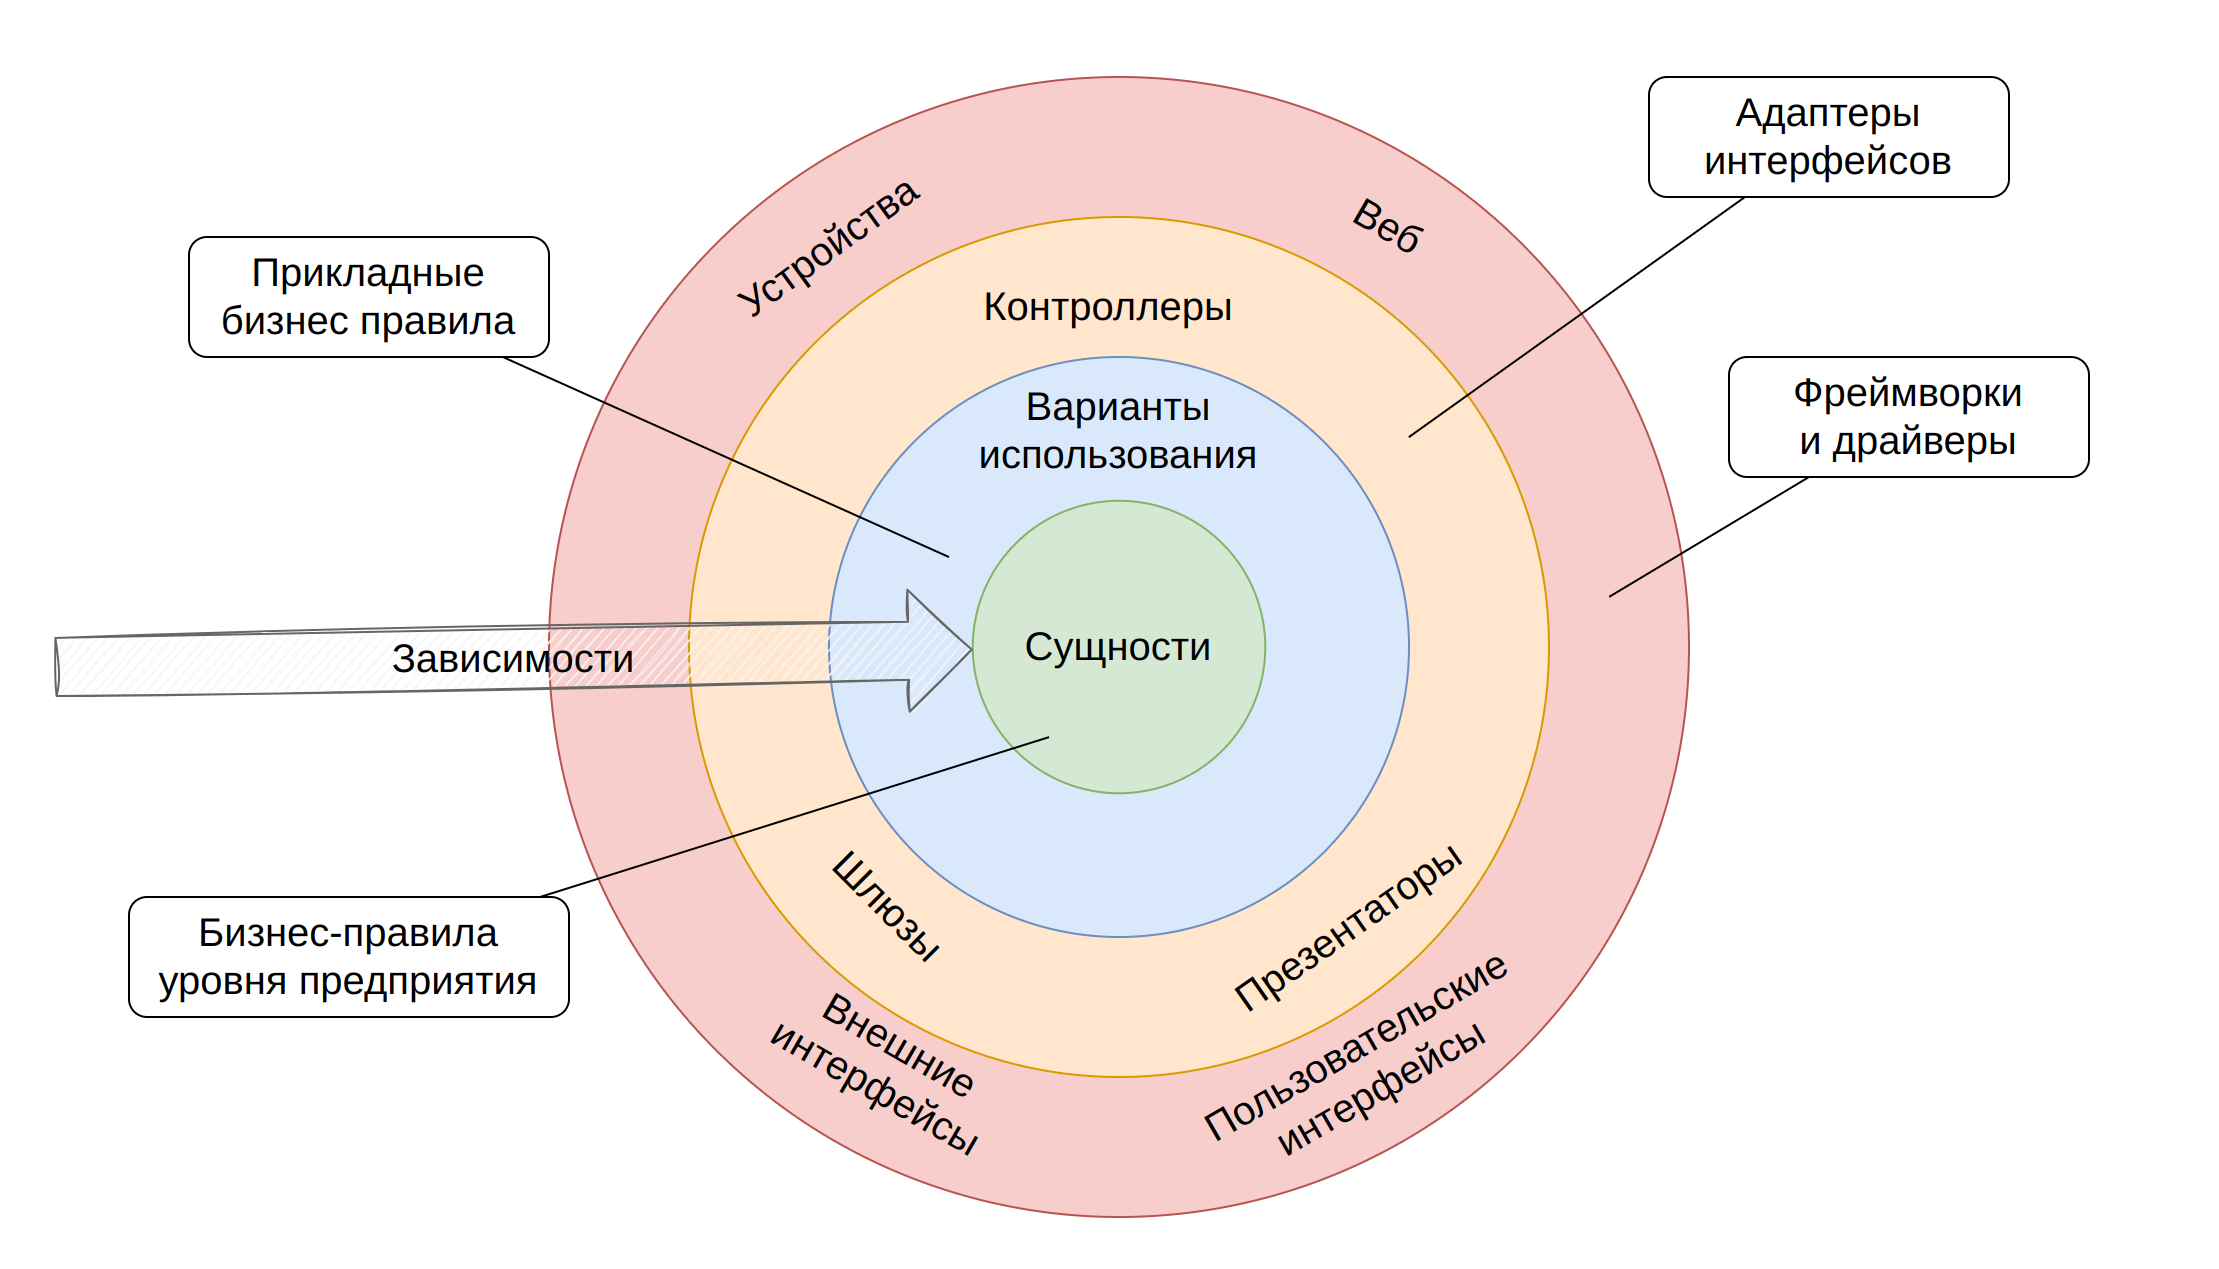 Адаптеры
интерфейсов
Устройства
Веб
Прикладные
бизнес правила
Контроллеры
Фреймворки
и драйверы
Варианты
использования
Сущности
Зависимости
Шлюзы
Презентаторы
Бизнес-правила
уровня предприятия
Внешние
интерфейсы
Пользовательские
интерфейсы